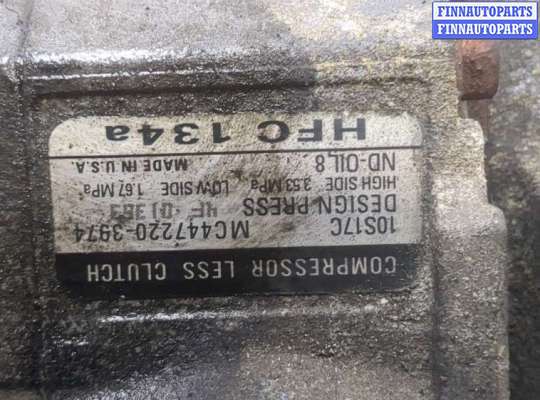 FINNAUTOPARTS
FINNAUTOPARTS
COMPRESSOR LESS CLUTCH
10S17C MC447220-3974
DESIGN PRESS
HIGH SIDE 3.53 MPa LOW SIDE 1.67 MPa
ND-OIL 8 MADE IN U.S.A.
HFC 134a